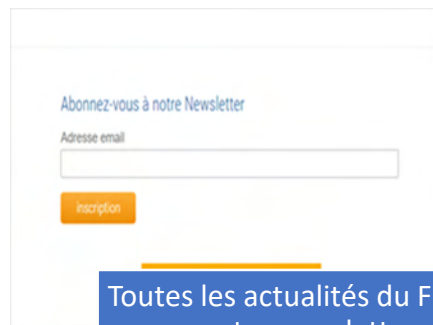 Abonnez-vous à notre Newsletter
Adresse email
inscription
Toutes les actualités du F